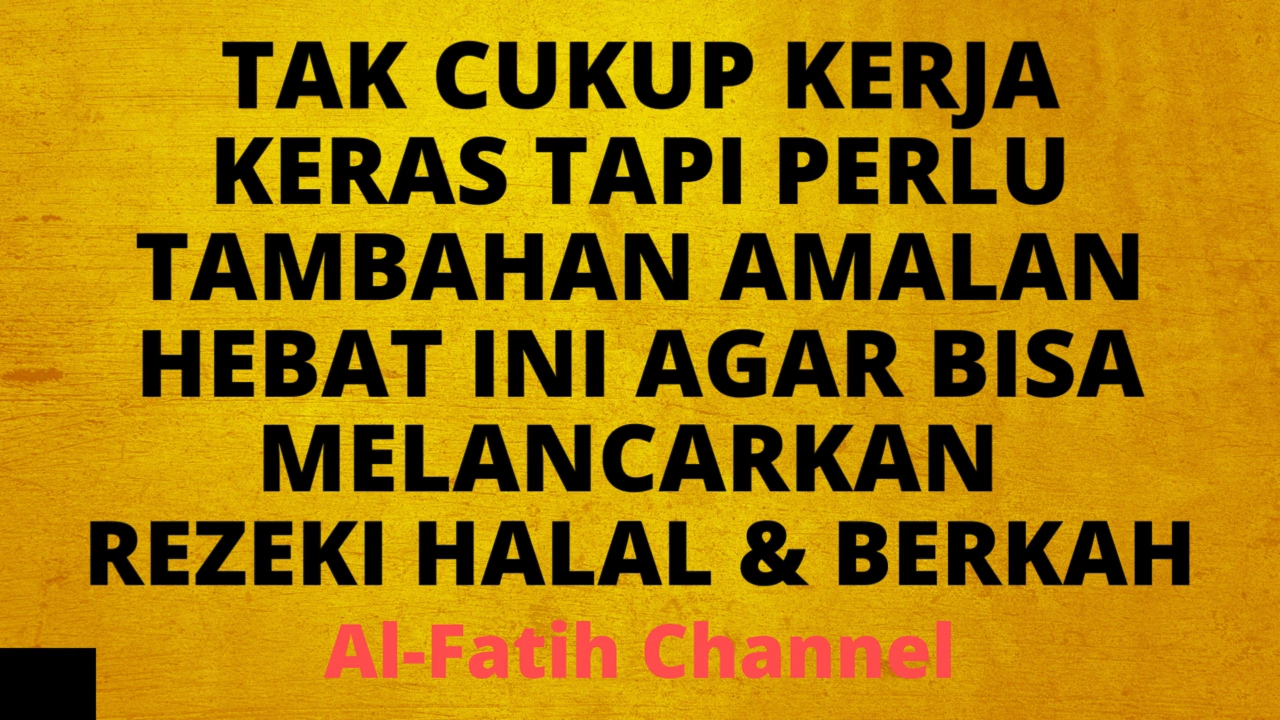 TAK CUKUP KERJA
KERAS TAPI PERLU
TAMBAHAN AMALAN
HEBAT INI AGAR BISA
MELANCARKAN
REZEKI HALAL & BERKAH
Al-Fatih Channel